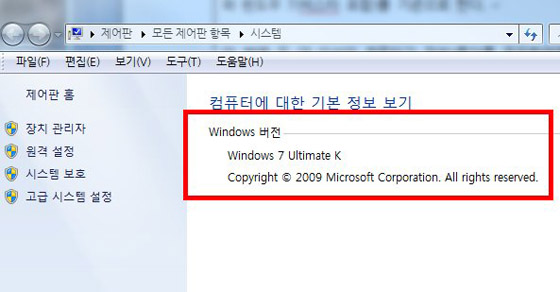 제어판 ▸ 모든 제어판 항목 ▸ 시스템
파일(F) 편집(E) 보기(V) 도구(T) 도움말(H)
제어판 홈
장치 관리자
원격 설정
시스템 보호
고급 시스템 설정
컴퓨터에 대한 기본 정보 보기
Windows 버전
Windows 7 Ultimate K
Copyright © 2009 Microsoft Corporation. All rights reserved.